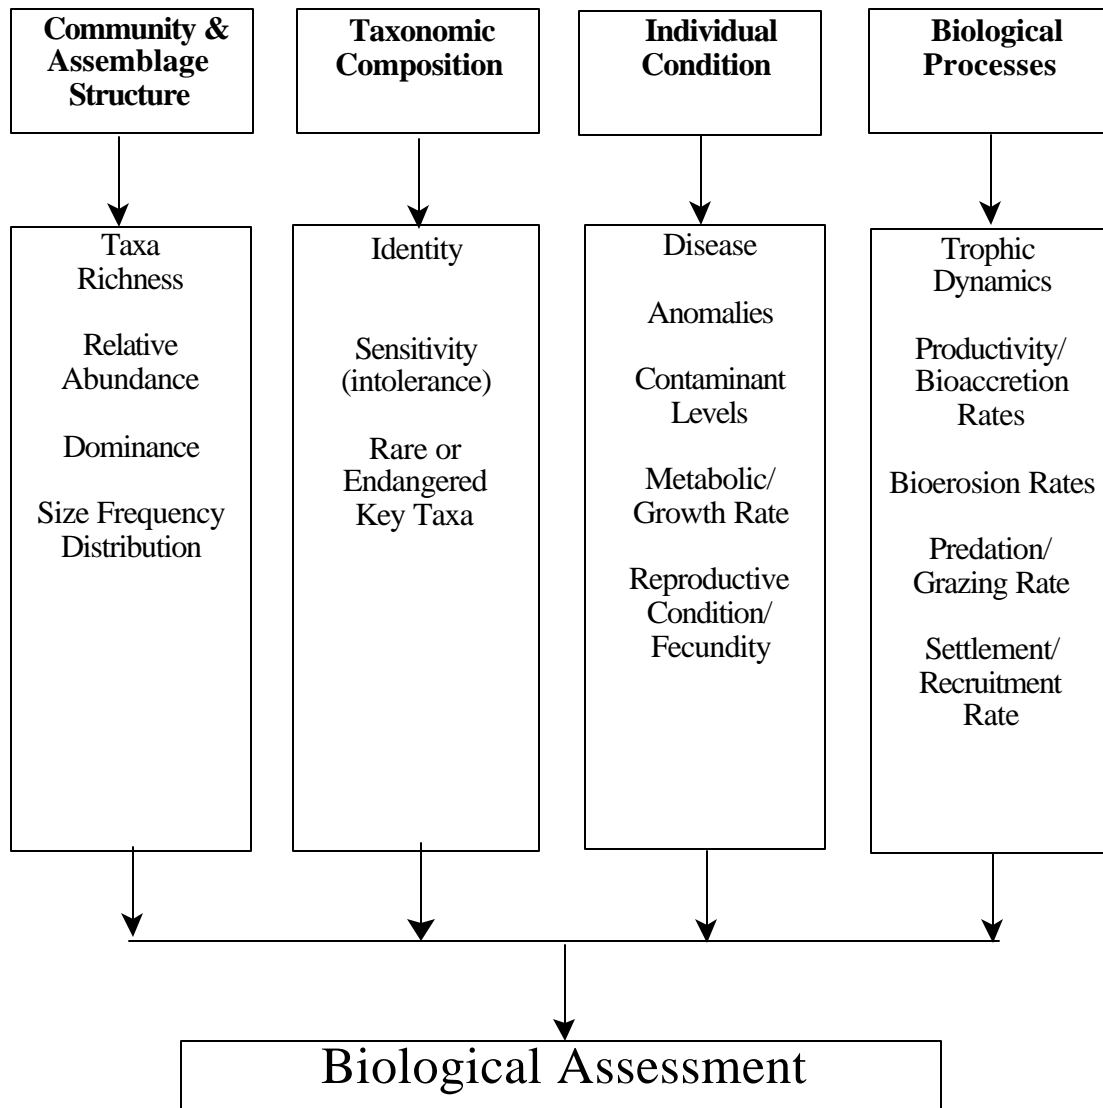 Community &
Assemblage
Structure
Taxonomic
Composition
Individual
Condition
Biological
Processes
Taxa
Richness
Relative
Abundance
Dominance
Size Frequency
Distribution
Identity
Sensitivity
(intolerance)
Rare or
Endangered
Key Taxa
Disease
Anomalies
Contaminant
Levels
Metabolic/
Growth Rate
Reproductive
Condition/
Fecundity
Trophic
Dynamics
Productivity/
Bioaccretion
Rates
Bioerosion Rates
Predation/
Grazing Rate
Settlement/
Recruitment
Rate
Biological Assessment